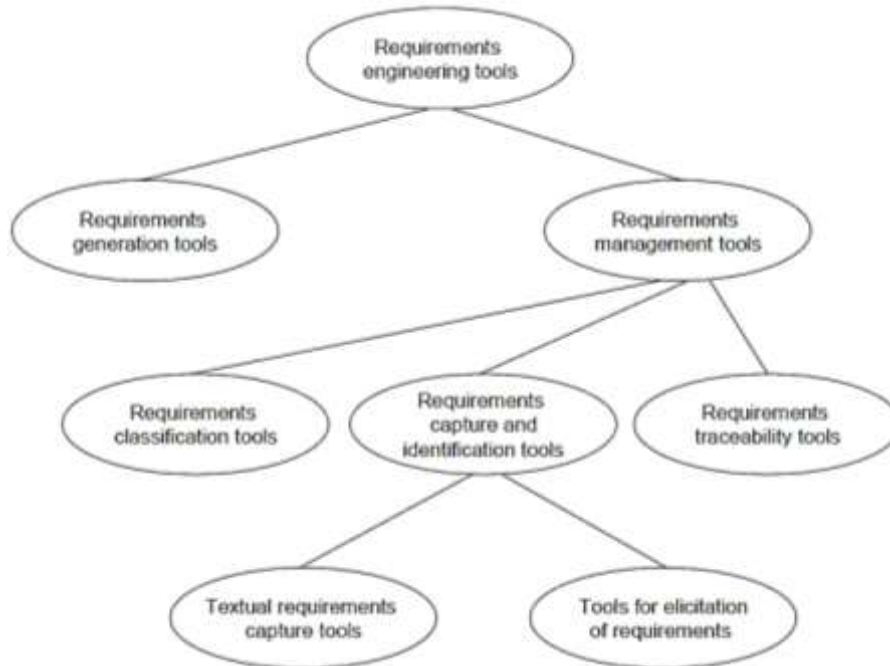 Requirements
engineering tools
Requirements
generation tools
Requirements
management tools
Requirements
classification tools
Requirements
capture and
identification tools
Requirements
traceability tools
Textual requirements
capture tools
Tools for elicitation
of requirements